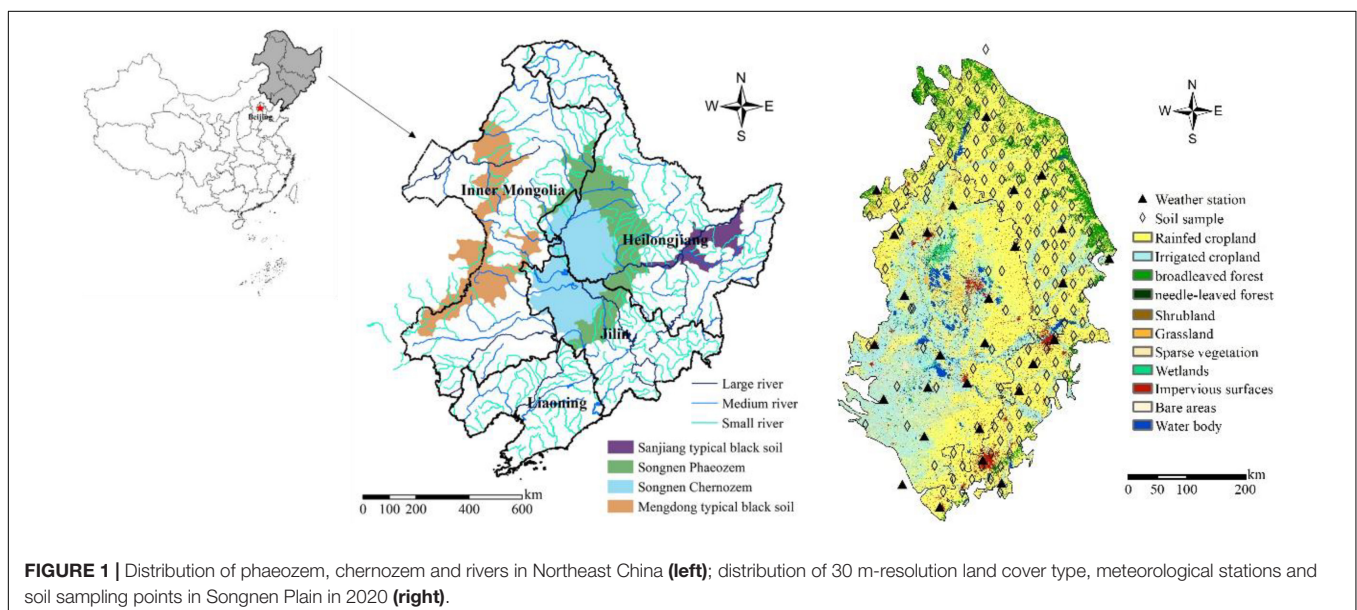 Beijing
N
W E
S
Inner Mongolia
Heilongjiang
Jilin
Liaoning
Large river
Medium river
Small river
Sanjiang typical black soil
Songnen Phaeozem
Songnen Chernozem
Mengdong typical black soil
km
0 100 200 400 600
N
W E
S
Weather station
Soil sample
Rainfed cropland
Irrigated cropland
broadleaved forest
needle-leaved forest
Shrubland
Grassland
Sparse vegetation
Wetlands
Impervious surfaces
Bare areas
Water body
km
0 50 100 200
FIGURE 1 | Distribution of phaeozem, chernozem and rivers in Northeast China (left); distribution of 30 m-resolution land cover type, meteorological stations and
soil sampling points in Songnen Plain in 2020 (right).